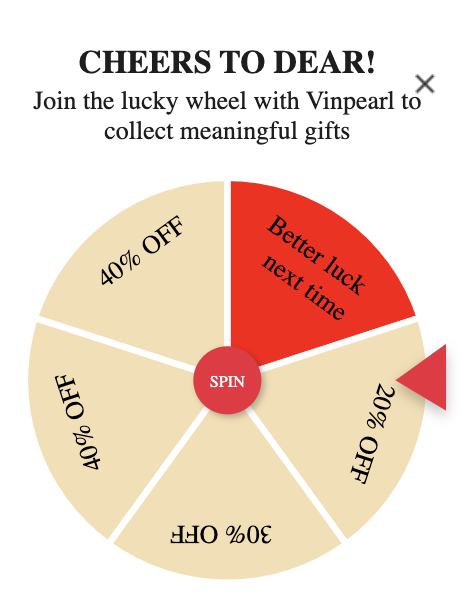 CHEERS TO DEAR!
Join the lucky wheel with Vinpearl to
collect meaningful gifts
40% OFF
Better luck
next time
40% OFF
SPIN
20% OFF
30% OFF